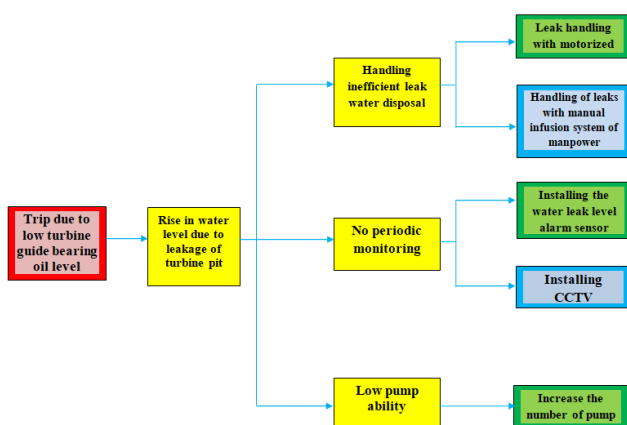 Trip due to
low turbine
guide bearing
oil level
Rise in water
level due to
leakage of
turbine pit
Handling
inefficient leak
water disposal
No periodic
monitoring
Low pump
ability
Leak handling
with motorized
Handling of leaks
with manual
infusion system of
manpower
Installing the
water leak level
alarm sensor
Installing
CCTV
Increase the
number of pump